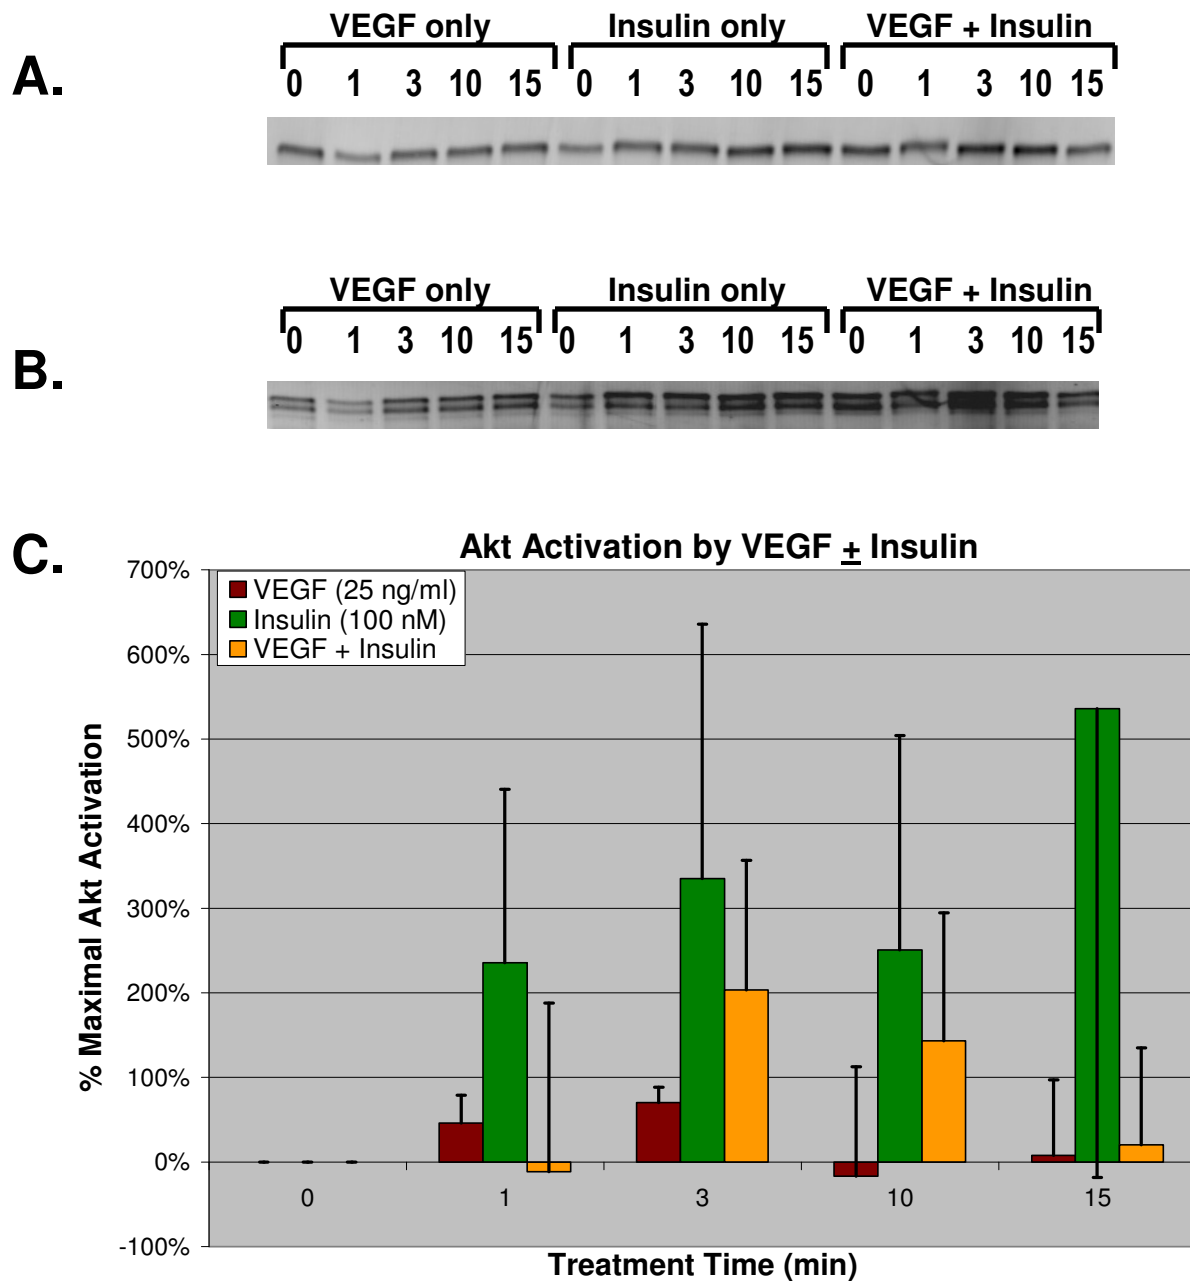 A.
VEGF only Insulin only VEGF + Insulin
0 1 3 10 15 0 1 3 10 15 0 1 3 10 15
B.
VEGF only Insulin only VEGF + Insulin
0 1 3 10 15 0 1 3 10 15 0 1 3 10 15
C.
Akt Activation by VEGF ± Insulin
VEGF (25 ng/ml)
Insulin (100 nM)
VEGF + Insulin
% Maximal Akt Activation
700%
600%
500%
400%
300%
200%
100%
0%
-100%
0 1 3 10 15
Treatment Time (min)